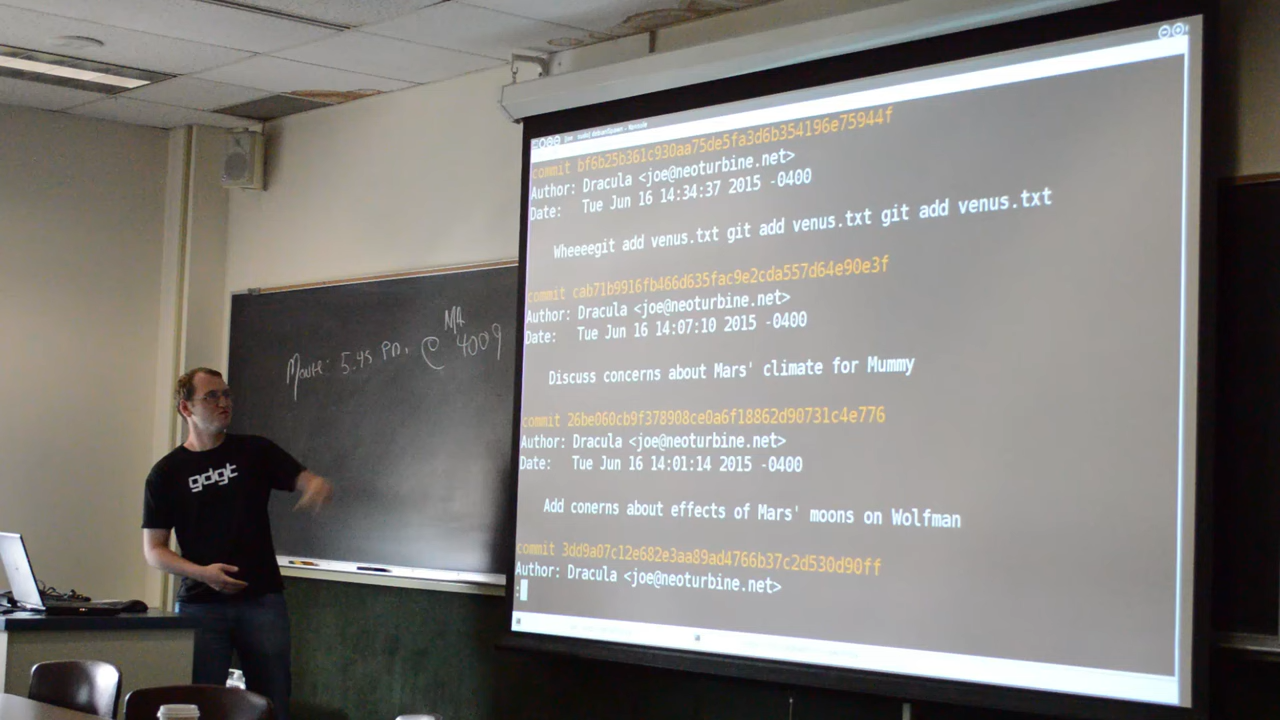 commit bf6b25b361c930aa75de5fa3d6b354196e75944f
Author: Dracula <joe@neoturbine.net>
Date: Tue Jun 16 14:34:37 2015 -0400
Wheeeegit add venus.txt git add venus.txt git add venus.txt
commit cab71b9916fb466d635fac9e2cda557d64e90e3f
Author: Dracula <joe@neoturbine.net>
Date: Tue Jun 16 14:07:10 2015 -0400
Discuss concerns about Mars' climate for Mummy
commit 26be060cb9f378908ce0a6f18862d90731c4e776
Author: Dracula <joe@neoturbine.net>
Date: Tue Jun 16 14:01:14 2015 -0400
Add conerns about effects of Mars' moons on Wolfman
commit 3dd9a07c12e682e3aa89ad4766b37c2d530d90ff
Author: Dracula <joe@neoturbine.net>
:
Movie: 5.45 PM. @ M4 4009
gdgt